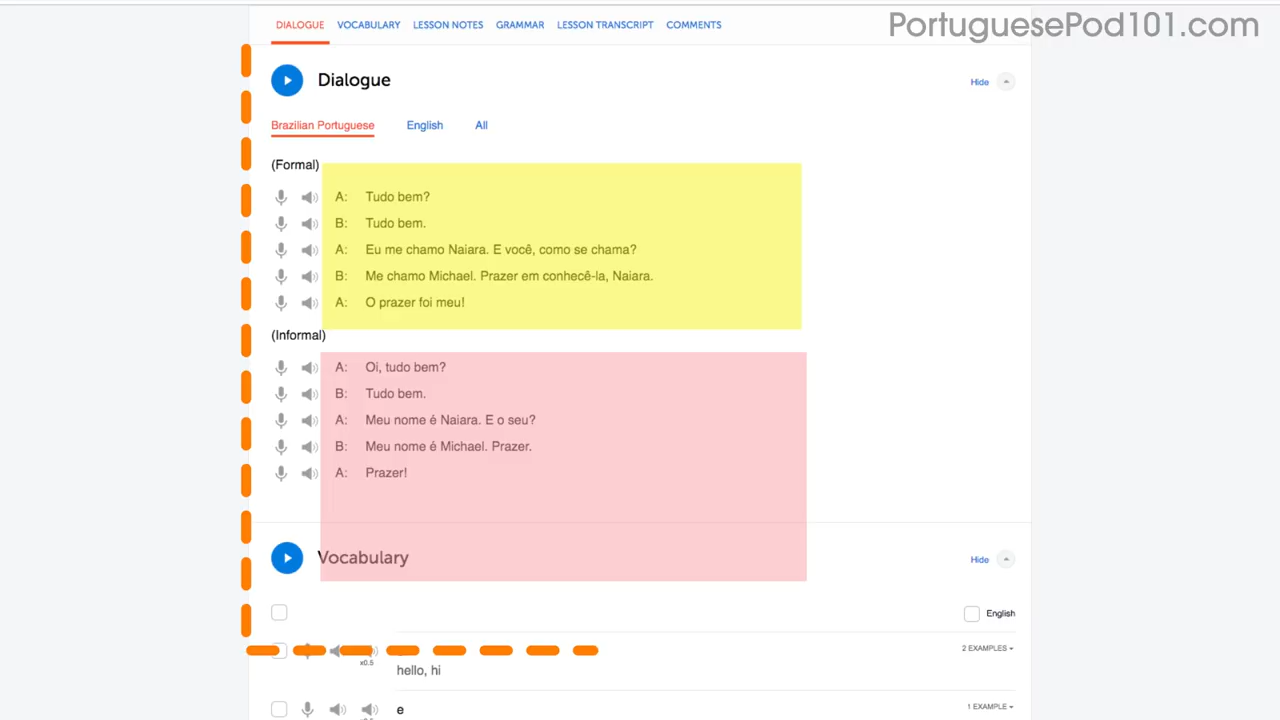 PortuguesePod101.com
DIALOGUE VOCABULARY LESSON NOTES GRAMMAR LESSON TRANSCRIPT COMMENTS
Dialogue
Hide
Brazilian Portuguese English All
(Formal)
A: Tudo bem?
B: Tudo bem.
A: Eu me chamo Naiara. E você, como se chama?
B: Me chamo Michael. Prazer em conhecê-la, Naiara.
A: O prazer foi meu!
(Informal)
A: Oi, tudo bem?
B: Tudo bem.
A: Meu nome é Naiara. E o seu?
B: Meu nome é Michael. Prazer.
A: Prazer!
Vocabulary
Hide
English
2 EXAMPLES
x0.5
hello, hi
e
1 EXAMPLE